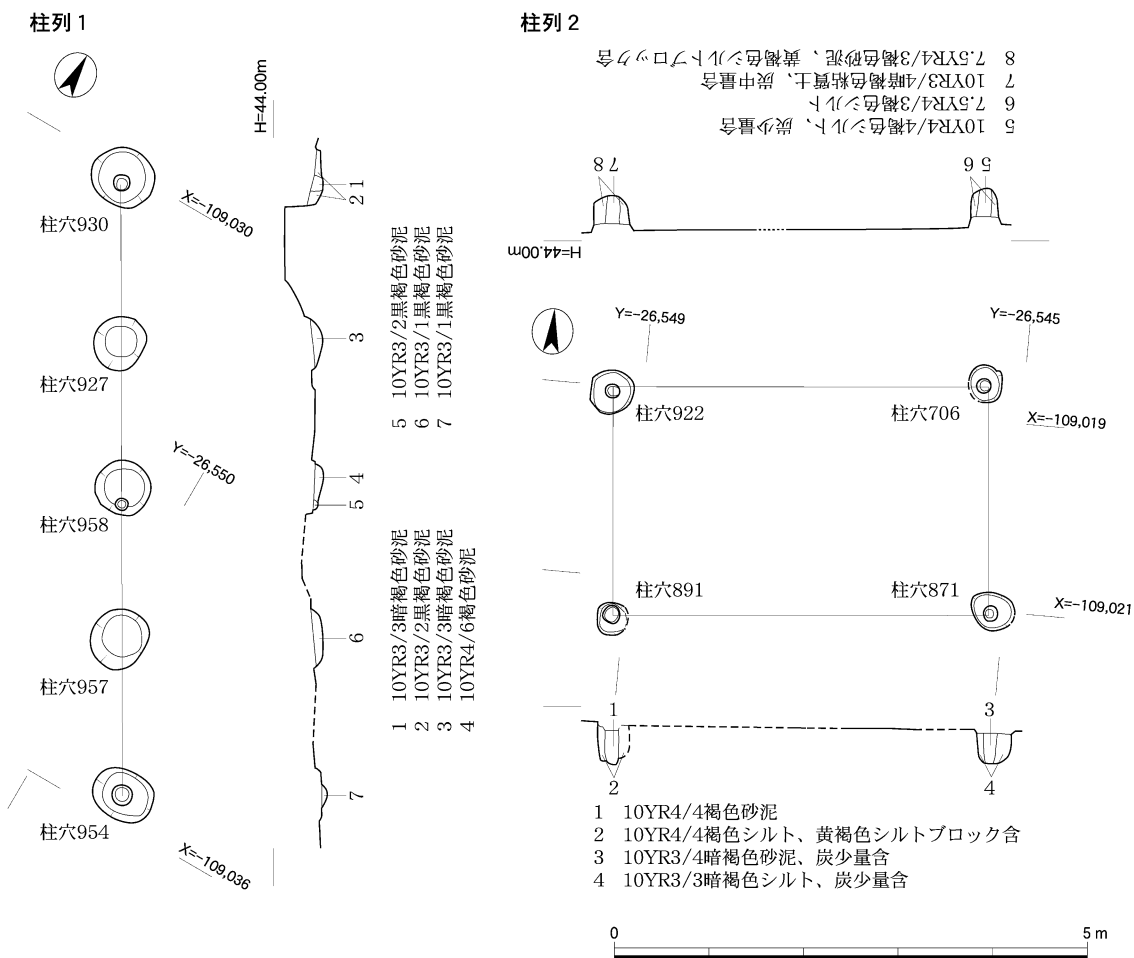 柱列 1
H=44.00m
柱穴930
X=-109,030
1
2
柱穴927
3
柱穴958
Y=-26,550
4
5
柱穴957
6
柱穴954
X=-109,036
7
5 10YR3/2黒褐色砂泥
6 10YR3/1黒褐色砂泥
7 10YR3/1黒褐色砂泥
1 10YR3/3暗褐色砂泥
2 10YR3/2黒褐色砂泥
3 10YR3/3暗褐色砂泥
4 10YR4/6褐色砂泥
柱列 2
5 10YR4/4褐色シルト、炭少量含
6 7.5YR4/3褐色シルト
7 10YR3/4暗褐色粘質土、炭中量含
8 7.5YR4/3褐色砂泥、黄褐色シルトブロック含
7 8
5 6
H=44.00m
Y=-26,549
Y=-26,545
柱穴922
柱穴706
X=-109,019
柱穴891
柱穴871
X=-109,021
1
3
2
4
1 10YR4/4褐色砂泥
2 10YR4/4褐色シルト、黄褐色シルトブロック含
3 10YR3/4暗褐色砂泥、炭少量含
4 10YR3/3暗褐色シルト、炭少量含
0
5 m